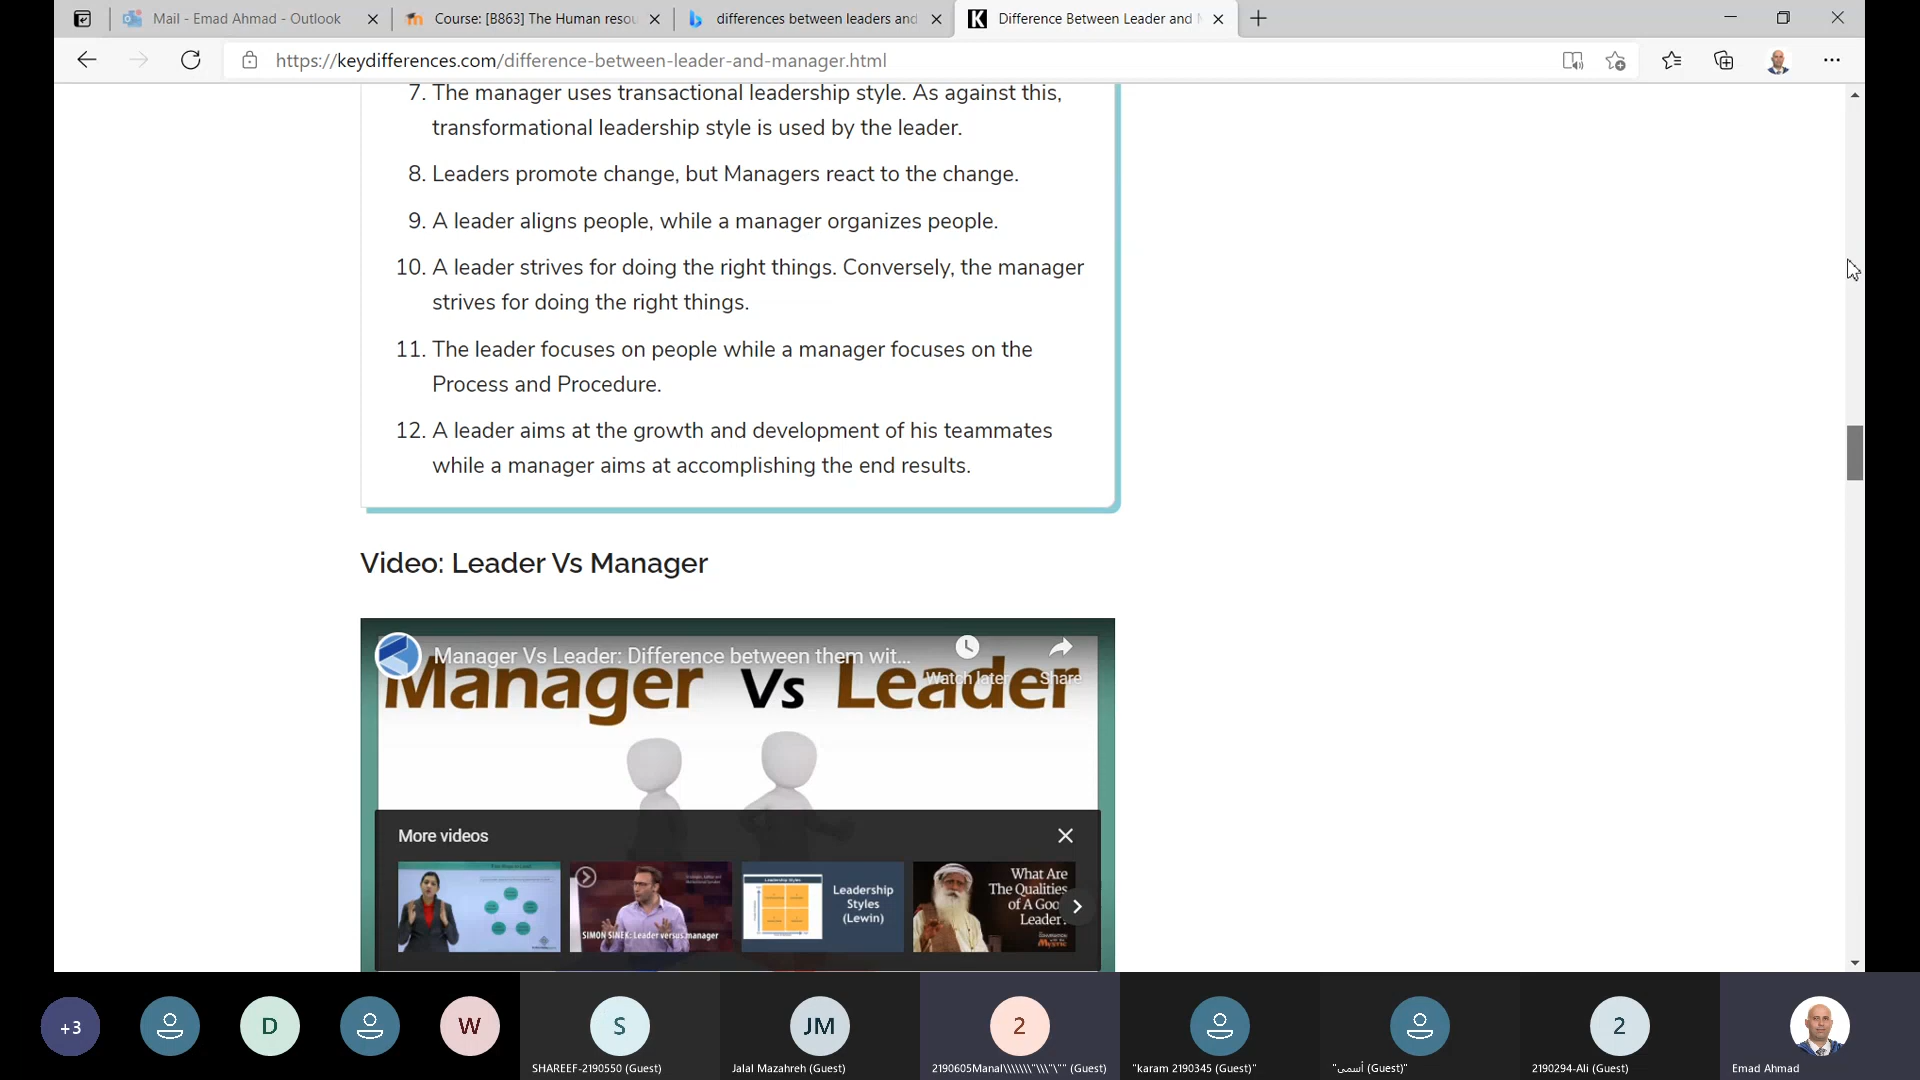 Mail - Emad Ahmad - Outlook
Course: [B863] The Human resou
differences between leaders and
Difference Between Leader and
https://keydifferences.com/difference-between-leader-and-manager.html
7. The manager uses transactional leadership style. As against this,
transformational leadership style is used by the leader.
8. Leaders promote change, but Managers react to the change.
9. A leader aligns people, while a manager organizes people.
10. A leader strives for doing the right things. Conversely, the manager
strives for doing the right things.
11. The leader focuses on people while a manager focuses on the
Process and Procedure.
12. A leader aims at the growth and development of his teammates
while a manager aims at accomplishing the end results.
Video: Leader Vs Manager
Manager Vs Leader: Difference between them wit...
Watch later
Share
Manager Vs Leader
More videos
SIMON SINEK: Leader versus manager
Leadership
Styles
(Lewin)
What Are
The Qualities
of A Good
Leader?
+3
D
W
S
JM
2
2
SHAREEF-2190550 (Guest)
Jalal Mazahreh (Guest)
2190605Manal\\\\\\\"\\\"\"" (Guest)
"karam 2190345 (Guest)"
"أسمى (Guest)"
2190294-Ali (Guest)
Emad Ahmad